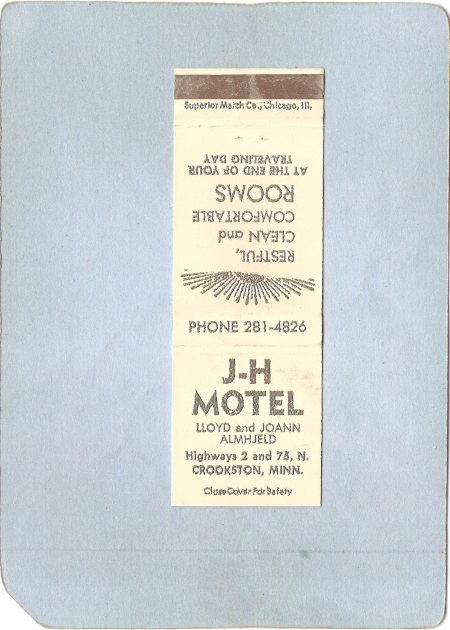 Superior Match Co., Chicago, Ill.
RESTFUL,
CLEAN and
COMFORTABLE
ROOMS
AT THE END OF YOUR
TRAVELING DAY
PHONE 281-4826
J-H
MOTEL
LLOYD and JOANN
ALMHJELD
Highways 2 and 75, N.
CROOKSTON, MINN.
Close Cover For Safety